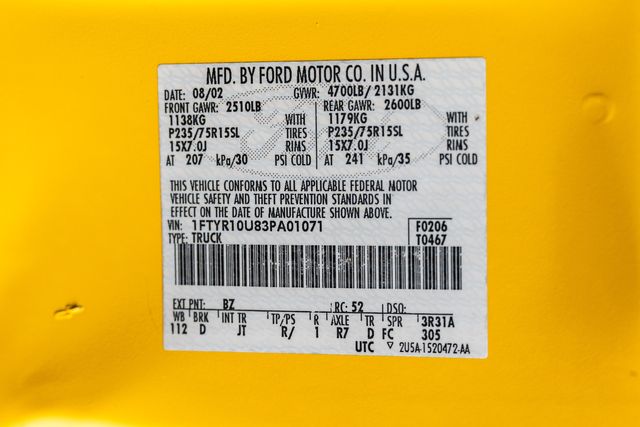 MFD. BY FORD MOTOR CO. IN U.S.A.
DATE: 08/02 GVWR: 4700LB/ 2131KG
FRONT GAWR: 2510LB REAR GAWR: 2600LB
1138KG WITH 1179KG WITH
P235/75R15SL TIRES P235/75R15SL TIRES
15X7.0J RIMS 15X7.0J RIMS
AT 207 kPa/30 PSI COLD AT 241 kPa/35 PSI COLD
THIS VEHICLE CONFORMS TO ALL APPLICABLE FEDERAL MOTOR
VEHICLE SAFETY AND THEFT PREVENTION STANDARDS IN
EFFECT ON THE DATE OF MANUFACTURE SHOWN ABOVE.
VIN: 1FTYR10U83PA01071 F0206
TYPE: TRUCK T0467
EXT PNT: BZ RC: 52 DSO:
WB BRK INT TR TP/PS R AXLE TR SPR 3R31A
112 D JT R/ 1 R7 D FC 305
UTC ▽ 2USA-1520472-AA